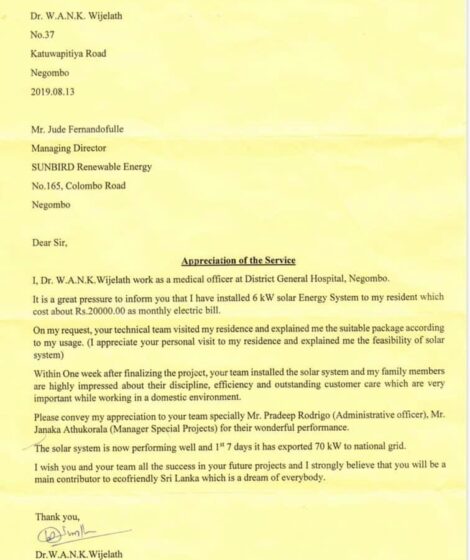 Dr. W.A.N.K. Wijelath
No.37
Katuwapitiya Road
Negombo
2019.08.13
Mr. Jude Fernandofulle
Managing Director
SUNBIRD Renewable Energy
No.165, Colombo Road
Negombo
Dear Sir,
Appreciation of the Service
I, Dr. W.A.N.K.Wijelath work as a medical officer at District General Hospital, Negombo.
It is a great pressure to inform you that I have installed 6 kW solar Energy System to my resident which
cost about Rs.20000.00 as monthly electric bill.
On my request, your technical team visited my residence and explained me the suitable package according
to my usage. (I appreciate your personal visit to my residence and explained me the feasibility of solar
system)
Within One week after finalizing the project, your team installed the solar system and my family members
are highly impressed about their discipline, efficiency and outstanding customer care which are very
important while working in a domestic environment.
Please convey my appreciation to your team specially Mr. Pradeep Rodrigo (Administrative officer), Mr.
Janaka Athukorala (Manager Special Projects) for their wonderful performance.
The solar system is now performing well and 1st 7 days it has exported 70 kW to national grid.
I wish you and your team all the success in your future projects and I strongly believe that you will be a
main contributor to ecofriendly Sri Lanka which is a dream of everybody.
Thank you,
Dr.W.A.N.K.Wijelath